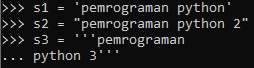 >>> s1 = 'pemrograman python'
>>> s2 = "pemrograman python 2"
>>> s3 = '''pemrograman
... python 3'''